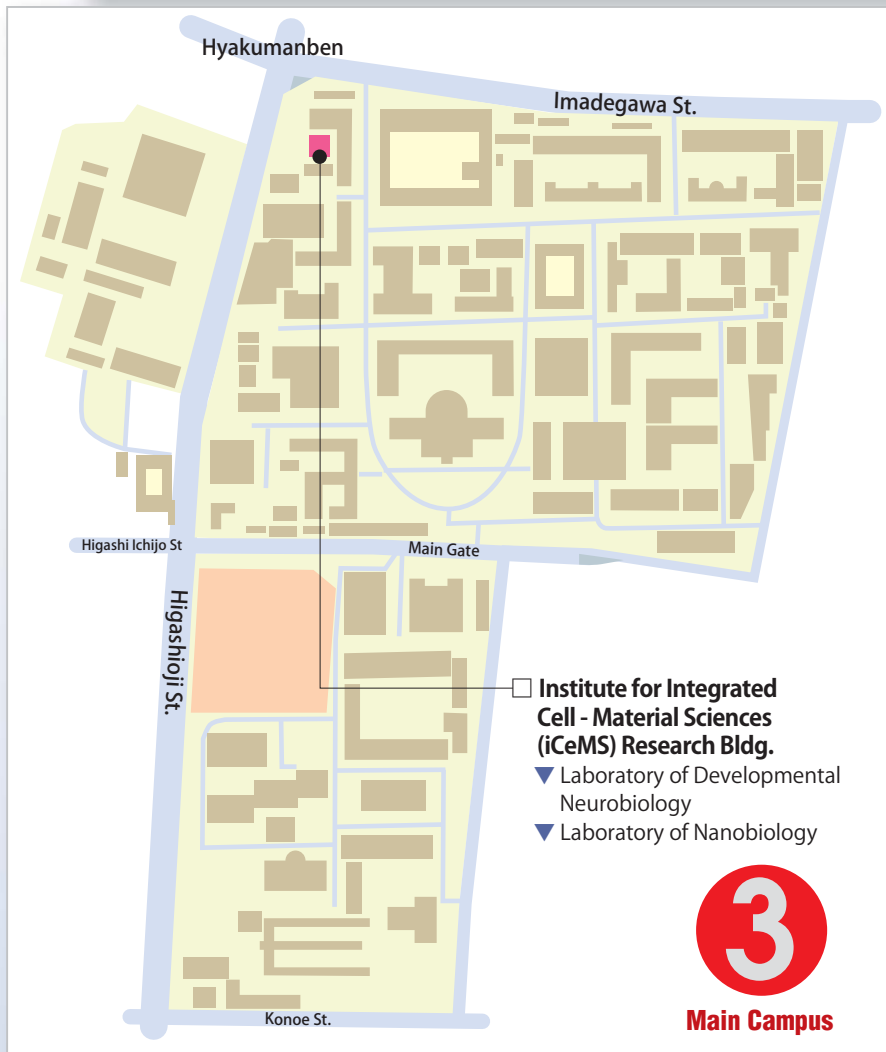 Hyakumanben
Imadegawa St.
Higashi Ichijo St
Main Gate
Higashioji St.
Institute for Integrated
Cell - Material Sciences
(iCeMS) Research Bldg.
▼ Laboratory of Developmental
Neurobiology
▼ Laboratory of Nanobiology
3
Main Campus
Konoe St.